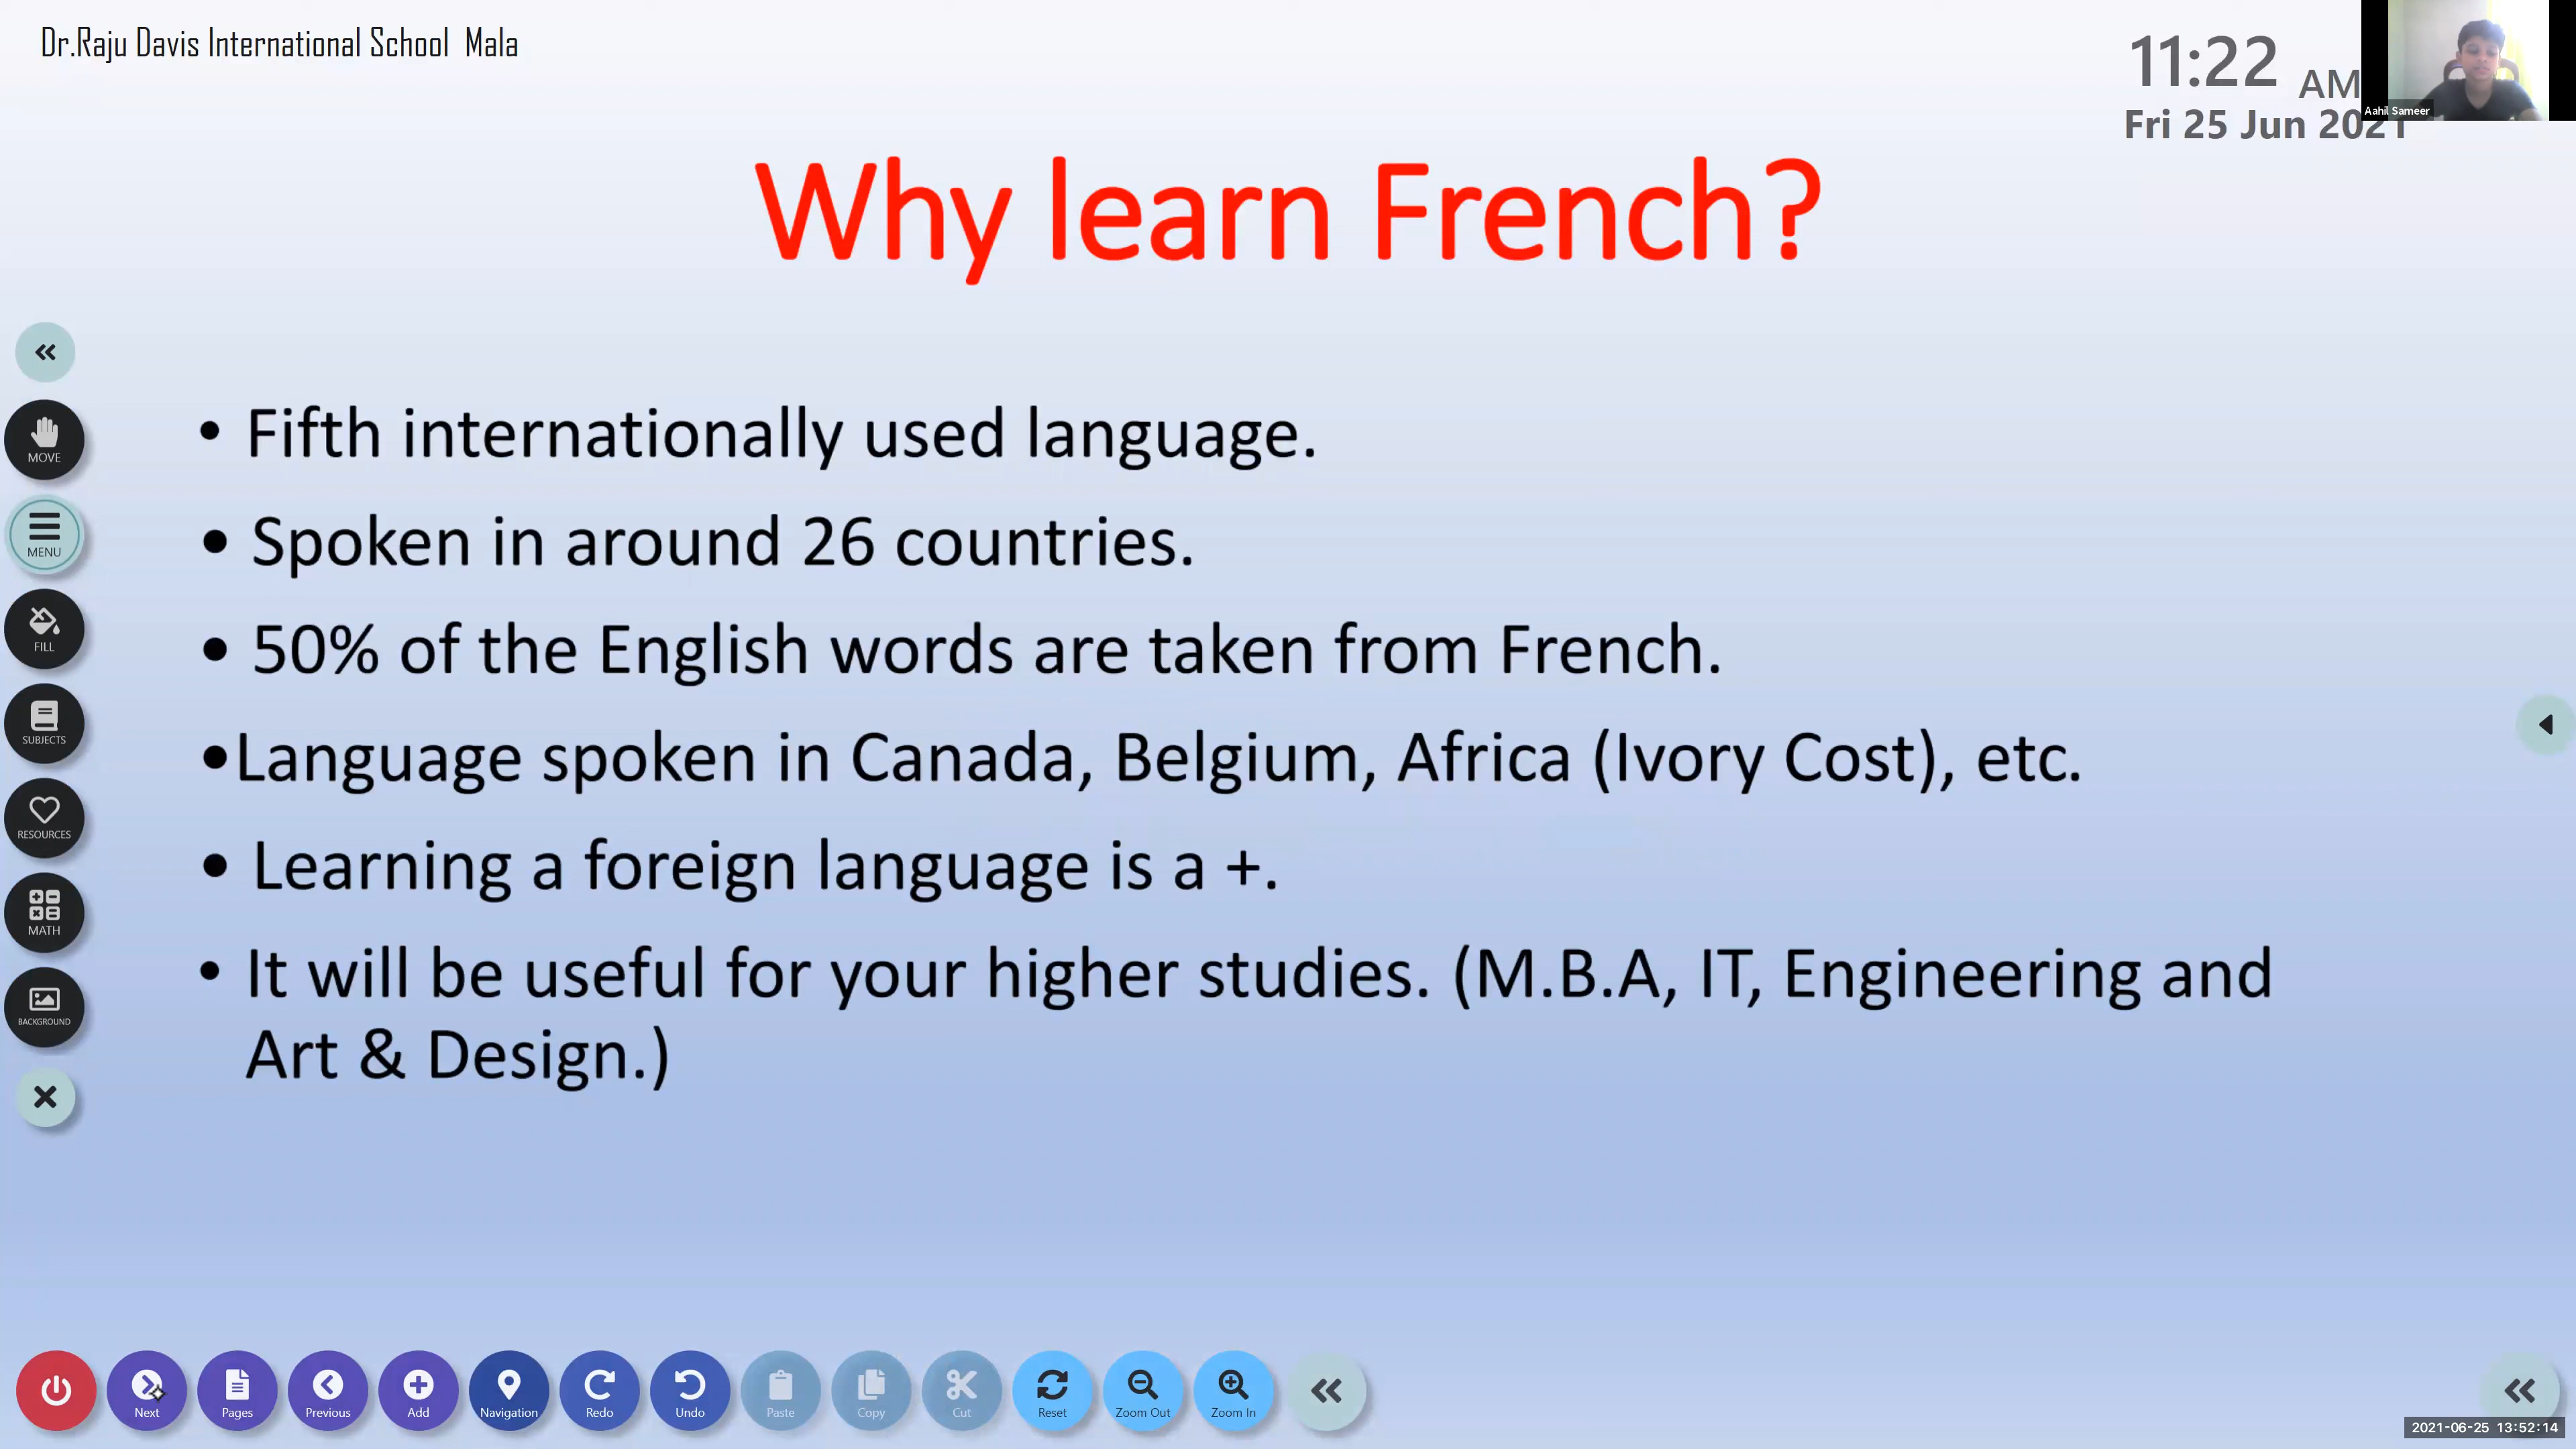 Dr.Raju Davis International School Mala
11:22 AM
Fri 25 Jun 2021
Aahil Sameer
Why learn French?
• Fifth internationally used language.
• Spoken in around 26 countries.
• 50% of the English words are taken from French.
•Language spoken in Canada, Belgium, Africa (Ivory Cost), etc.
• Learning a foreign language is a +.
• It will be useful for your higher studies. (M.B.A, IT, Engineering and
Art & Design.)
MOVE
MENU
FILL
SUBJECTS
RESOURCES
MATH
BACKGROUND
Next
Pages
Previous
Add
Navigation
Redo
Undo
Paste
Copy
Cut
Reset
Zoom Out
Zoom In
2021-06-25 13:52:14